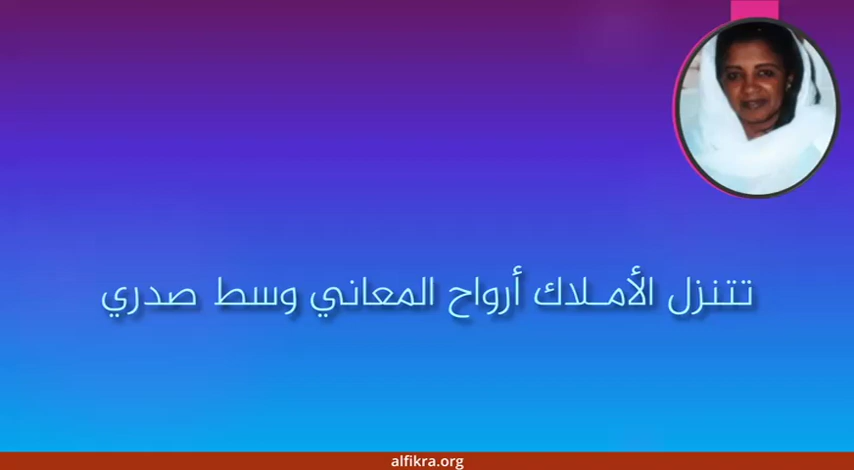 تتنزل الأمـلاك أرواح المعاني وسط صدري
alfikra.org